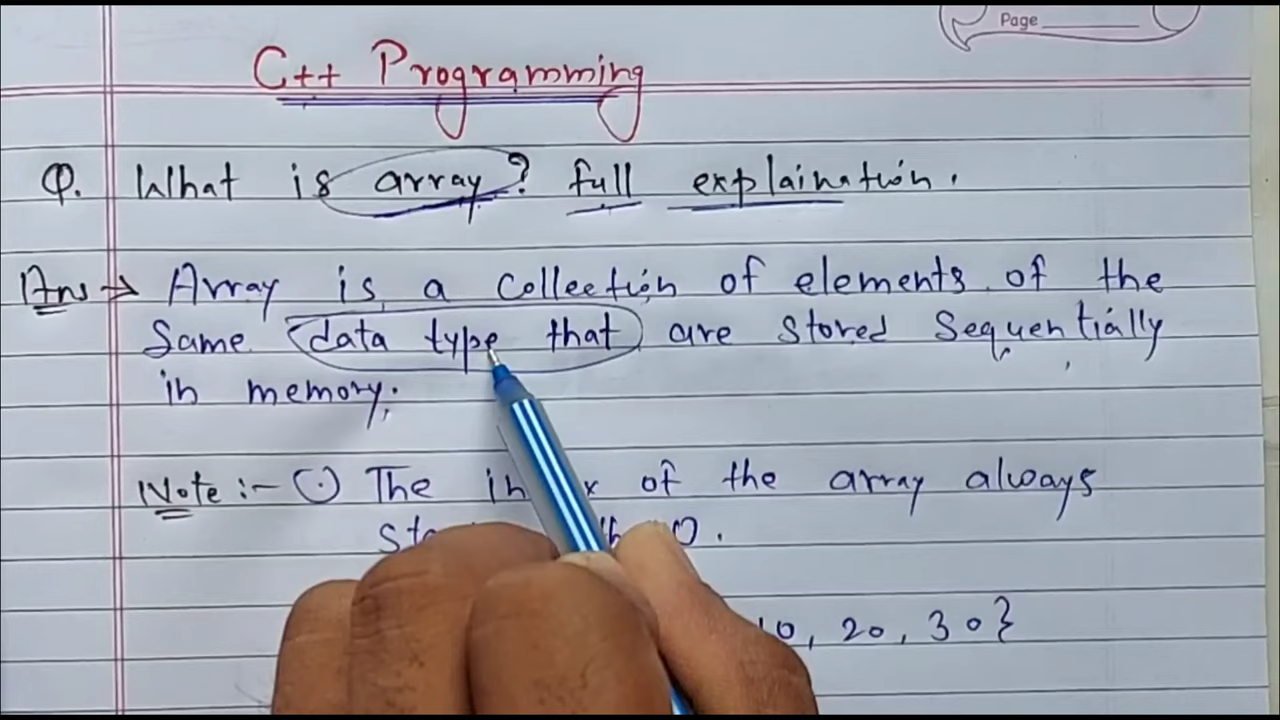 Page
C++ Programming
Q. What is array? full explaination.
Ans → Array is a collection of elements of the
Same data type that are stored Sequentially
in memory.
Note :- (.) The of the array always
0.
10, 20, 30}